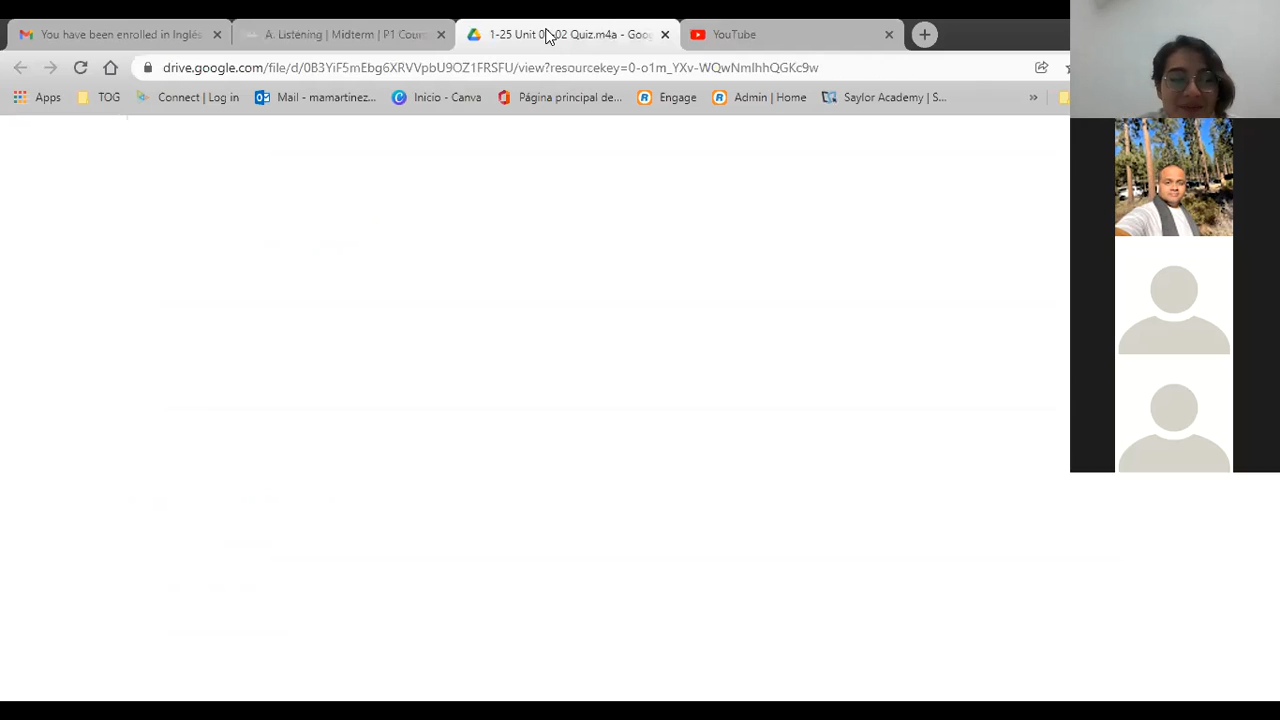 You have been enrolled in Inglés
A. Listening | Midterm | P1 Cours
1-25 Unit 0 02 Quiz.m4a - Goog
YouTube
drive.google.com/file/d/0B3YiF5mEbg6XRVVpbU9OZ1FRSFU/view?resourcekey=0-o1m_YXv-WQwNmlhhQGKc9w
Apps
TOG
Connect | Log in
Mail - mamartinez...
Inicio - Canva
Página principal de...
Engage
Admin | Home
Saylor Academy | S...